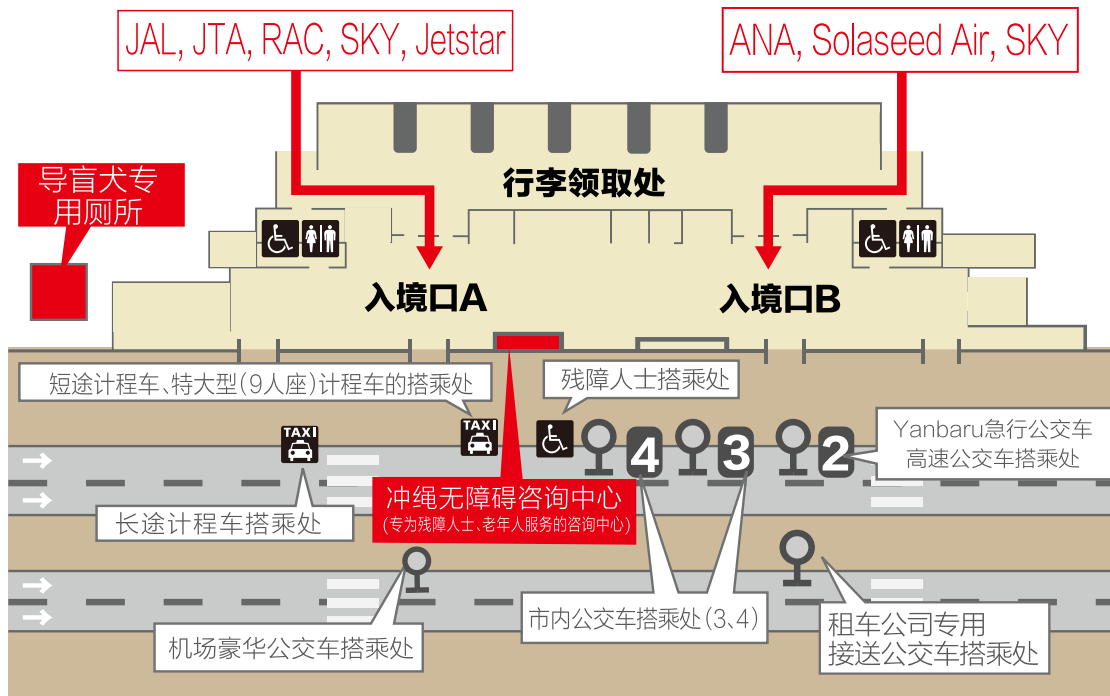 JAL, JTA, RAC, SKY, Jetstar
ANA, Solaseed Air, SKY
导盲犬专
用厕所
行李领取处
入境口A
入境口B
短途计程车、特大型(9人座)计程车的搭乘处
残障人士搭乘处
Yanbaru急行公交车
高速公交车搭乘处
TAXI
TAXI
4
3
2
冲绳无障碍咨询中心
(专为残障人士、老年人服务的咨询中心)
长途计程车搭乘处
市内公交车搭乘处(3、4)
机场豪华公交车搭乘处
租车公司专用
接送公交车搭乘处